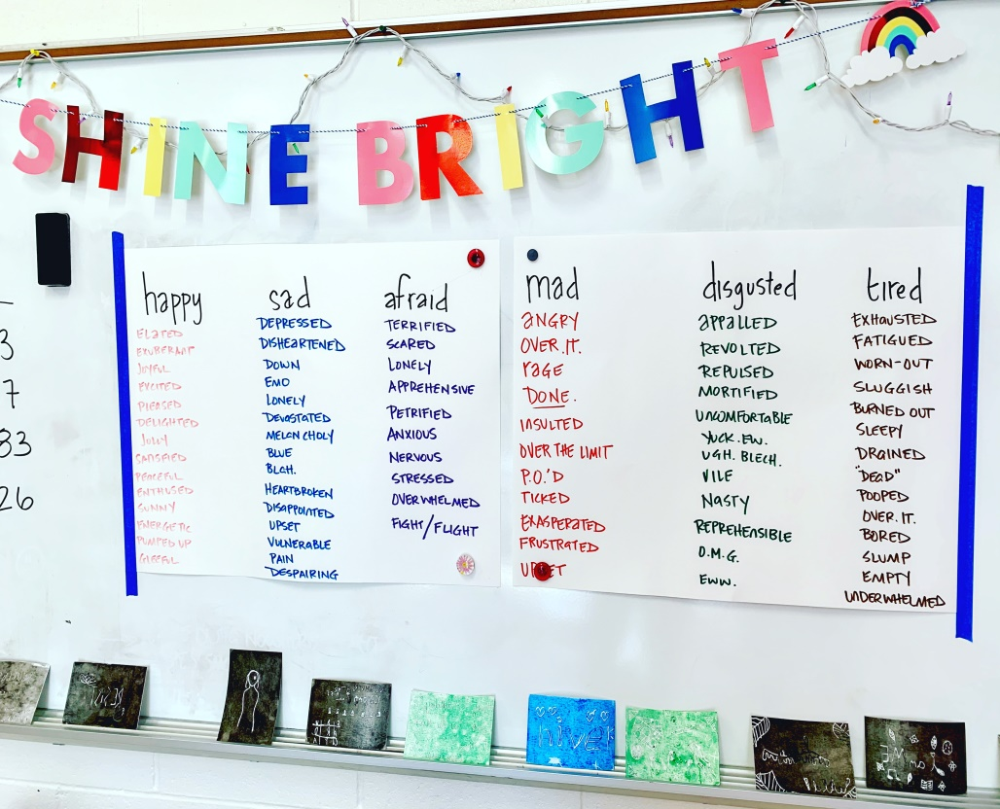 SHINE BRIGHT
3
7
83
26
happy
ELATED
EXUBERANT
JOYFUL
EXCITED
PLEASED
DELIGHTED
JOLLY
SATISFIED
PEACEFUL
ENTHUSED
SUNNY
ENERGETIC
PUMPED UP
GLEEFUL
sad
DEPRESSED
DISHEARTENED
DOWN
EMO
LONELY
DEVASTATED
MELANCHOLY
BLUE
BLAH.
HEARTBROKEN
DISAPPOINTED
UPSET
VULNERABLE
PAIN
DESPAIRING
afraid
TERRIFIED
SCARED
LONELY
APPREHENSIVE
PETRIFIED
ANXIOUS
NERVOUS
STRESSED
OVERWHELMED
FIGHT/FLIGHT
mad
ANGRY
OVER.IT.
RAGE
DONE.
INSULTED
OVER THE LIMIT
P.O.'D
TICKED
EXASPERATED
FRUSTRATED
UPSET
disgusted
APPALLED
REVOLTED
REPULSED
MORTIFIED
UNCOMFORTABLE
YUCK.EW.
UGH. BLECH.
VILE
NASTY
REPREHENSIBLE
O.M.G.
EWW.
tired
EXHAUSTED
FATIGUED
WORN-OUT
SLUGGISH
BURNED OUT
SLEEPY
DRAINED
"DEAD"
POOPED
OVER.IT.
BORED
SLUMP
EMPTY
UNDERWHELMED